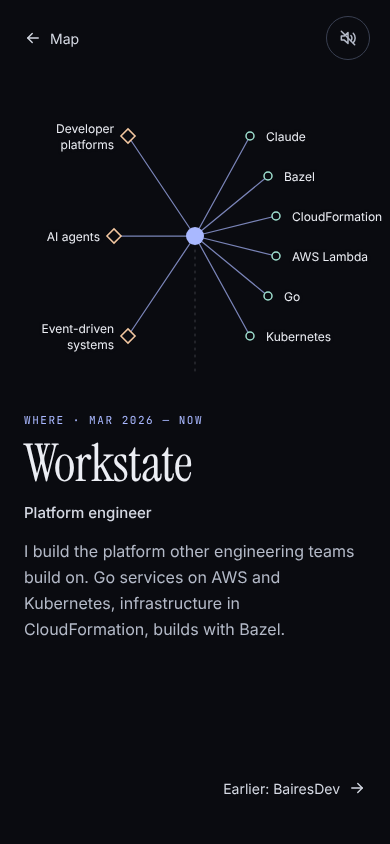 Map
Developer
platforms
AI agents
Event-driven
systems
Claude
Bazel
CloudFormation
AWS Lambda
Go
Kubernetes
WHERE · MAR 2026 — NOW
Workstate
Platform engineer
I build the platform other engineering teams
build on. Go services on AWS and
Kubernetes, infrastructure in
CloudFormation, builds with Bazel.
Earlier: BairesDev